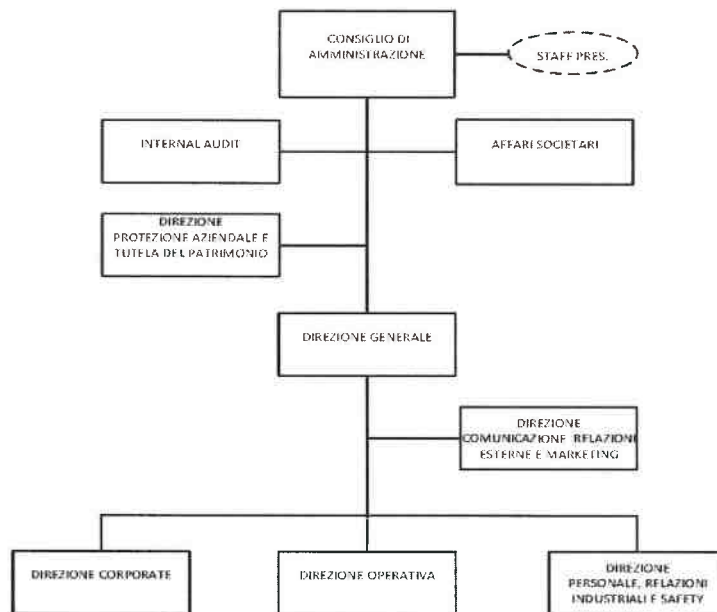 CONSIGLIO DI
AMMINISTRAZIONE
STAFF PRES.
INTERNAL AUDIT
AFFARI SOCIETARI
DIREZIONE
PROTEZIONE AZIENDALE E
TUTELA DEL PATRIMONIO
DIREZIONE GENERALE
DIREZIONE
COMUNICAZIONE RELAZIONI
ESTERNE E MARKETING
DIREZIONE CORPORATE
DIREZIONE OPERATIVA
DIREZIONE
PERSONALE, RELAZIONI
INDUSTRIALI E SAFETY